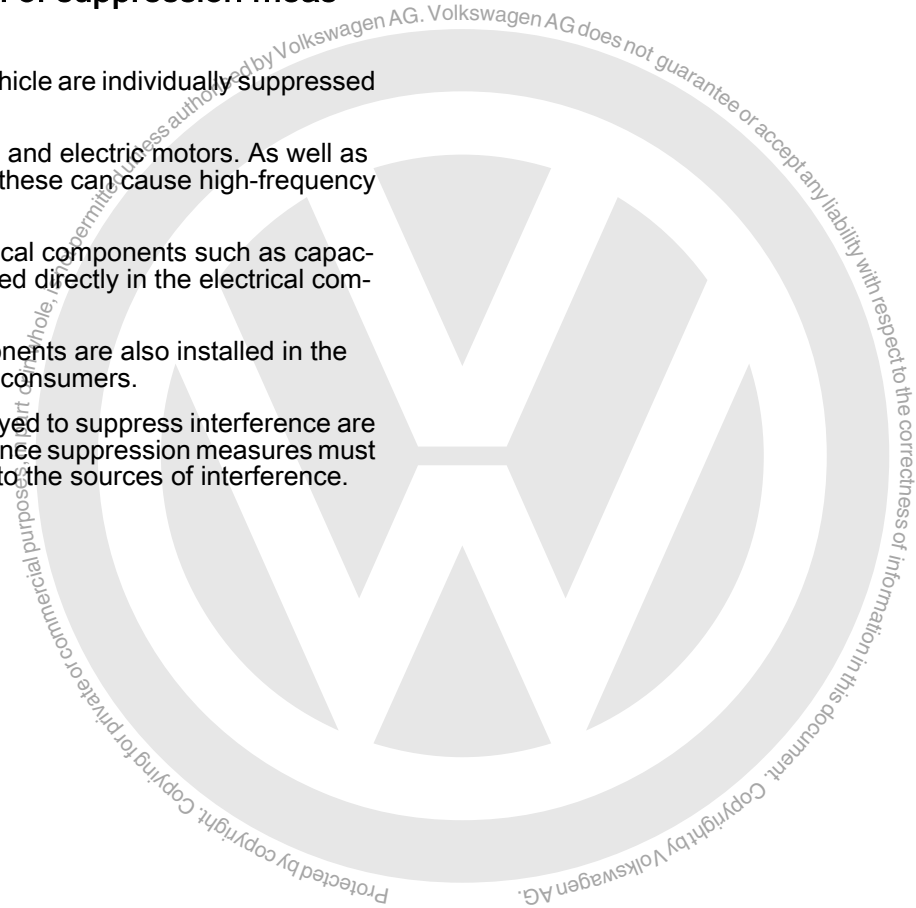 n of suppression meas‐
hicle are individually suppressed
and electric motors. As well as
these can cause high-frequency
cal components such as capac‐
ed directly in the electrical com‐
nents are also installed in the
consumers.
yed to suppress interference are
nce suppression measures must
to the sources of interference.
Protected by copyright. Copying for private or commercial purposes, in part or in whole, is not permitted unless authorised by Volkswagen AG. Volkswagen AG does not guarantee or accept any liability with respect to the correctness of information in this document. Copyright by Volkswagen AG.